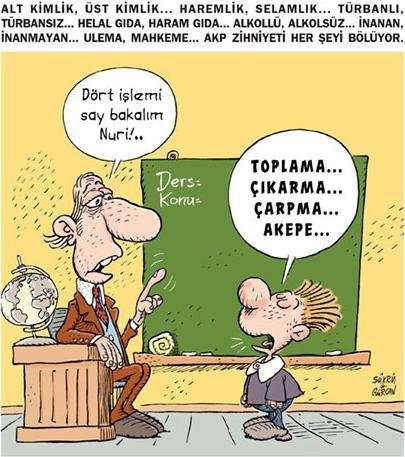 ALT KİMLİK, ÜST KİMLİK... HAREMLİK, SELAMLIK... TÜRBANLI,
TÜRBANSIZ... HELAL GIDA, HARAM GIDA... ALKOLLÜ, ALKOLSÜZ... İNANAN,
İNANMAYAN... ULEMA, MAHKEME... AKP ZİHNİYETİ HER ŞEYİ BÖLÜYOR.
Dört işlemi
say bakalım
Nuri!..
Ders=
Konu=
TOPLAMA...
ÇIKARMA...
ÇARPMA...
AKEPE...